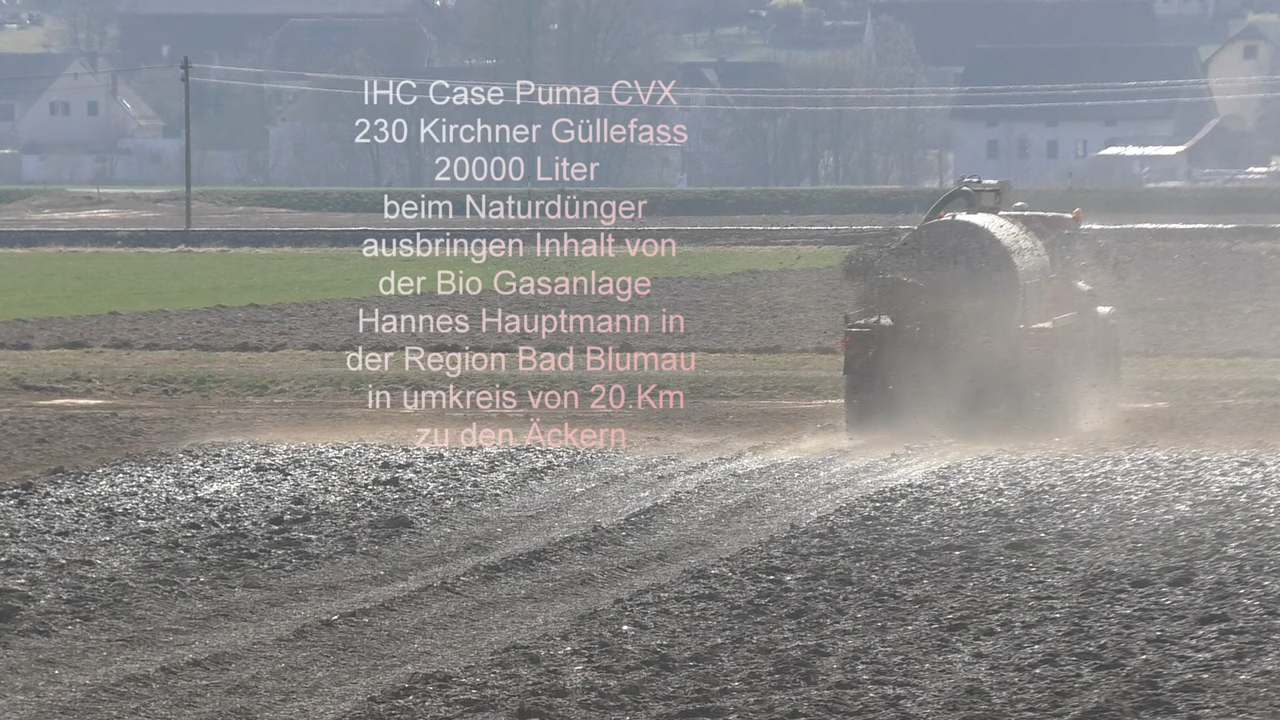 IHC Case Puma CVX
230 Kirchner Güllefass
20000 Liter
beim Naturdünger
ausbringen Inhalt von
der Bio Gasanlage
Hannes Hauptmann in
der Region Bad Blumau
in umkreis von 20 Km
zu den Äckern